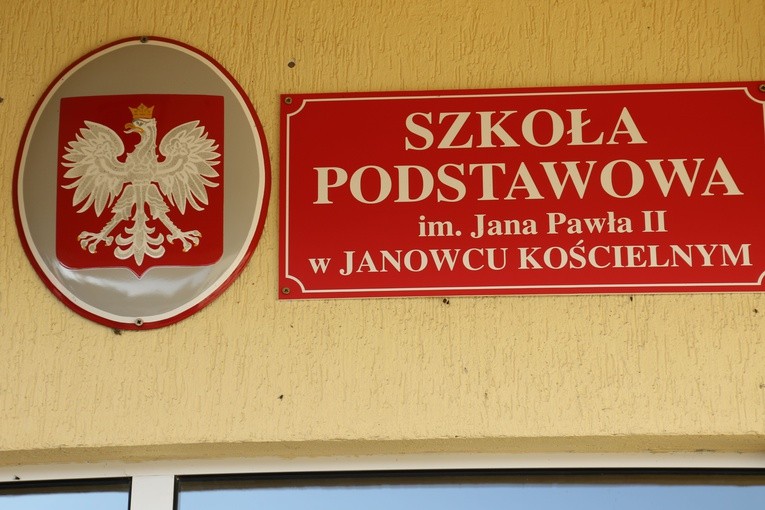 SZKOŁA
PODSTAWOWA
im. Jana Pawła II
w JANOWCU KOŚCIELNYM